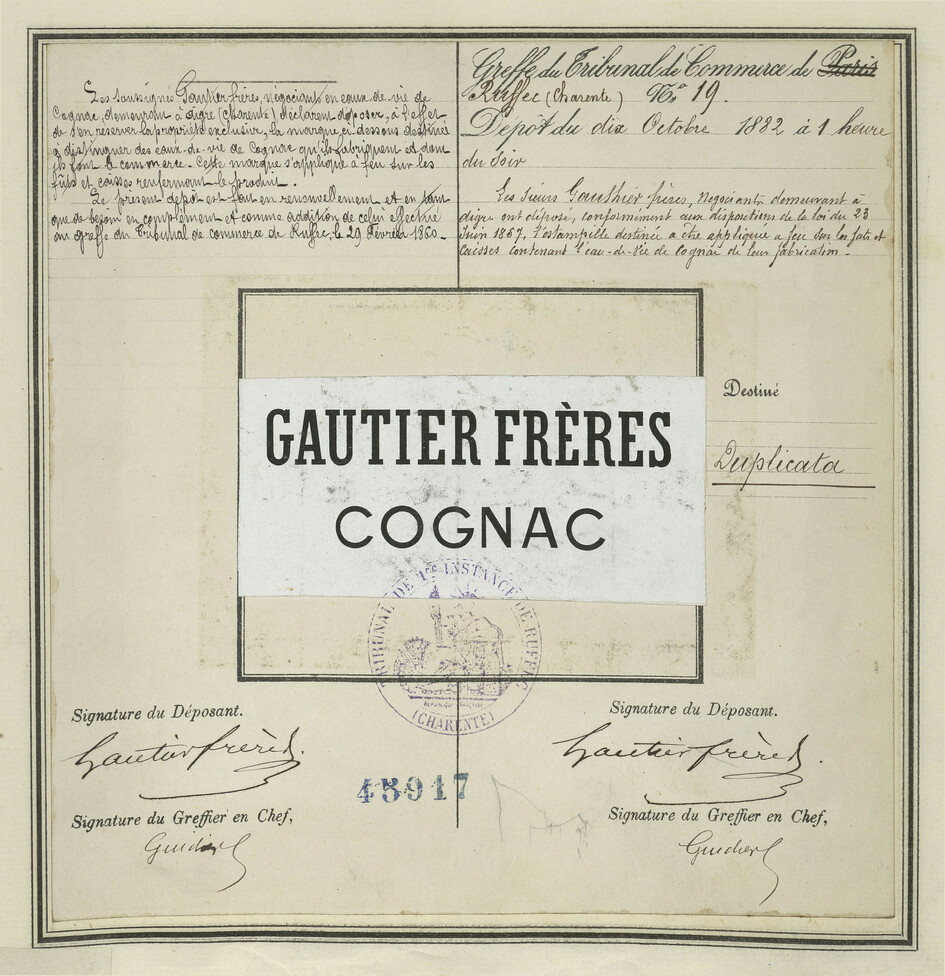 Les soussignés Gautier frères, négociants en eaux-de-vie de
Cognac, demeurant à Aigre (Charente) déclarent déposer, à l'effet
de s'en réserver la propriété exclusive, la marque ci-dessous destinée
à distinguer des eaux-de-vie de Cognac qu'ils fabriquent et dont
ils font le commerce. Cette marque s'applique à feu sur les
fûts et caisses renfermant le produit.
Le présent dépôt est fait en renouvellement et en tant
que de besoin en complément et comme addition de celui effectué
au greffe du Tribunal de commerce de Ruffec, le 29 Février 1860.
Greffe du Tribunal de Commerce de Paris
Ruffec (Charente) No 19.
Dépôt du dix Octobre 1882 à 1 heure
du soir
Les Sieurs Gauthier frères, négociants demeurant à
aigre ont déposé, conformément aux dispositions de la loi du 23
Juin 1857, l'estampille destinée a être appliquée a feu sur les futs et
caisses contenant l'eau-de-vie de Cognac de leur fabrication.
GAUTIER FRÈRES
COGNAC
Destiné
Duplicata
TRIBUNAL DE 1re INSTANCE DE RUFFEC
(CHARENTE)
Signature du Déposant.
Gautier frères.
Signature du Déposant.
Gautier frères.
45917
Signature du Greffier en Chef,
Signature du Greffier en Chef,